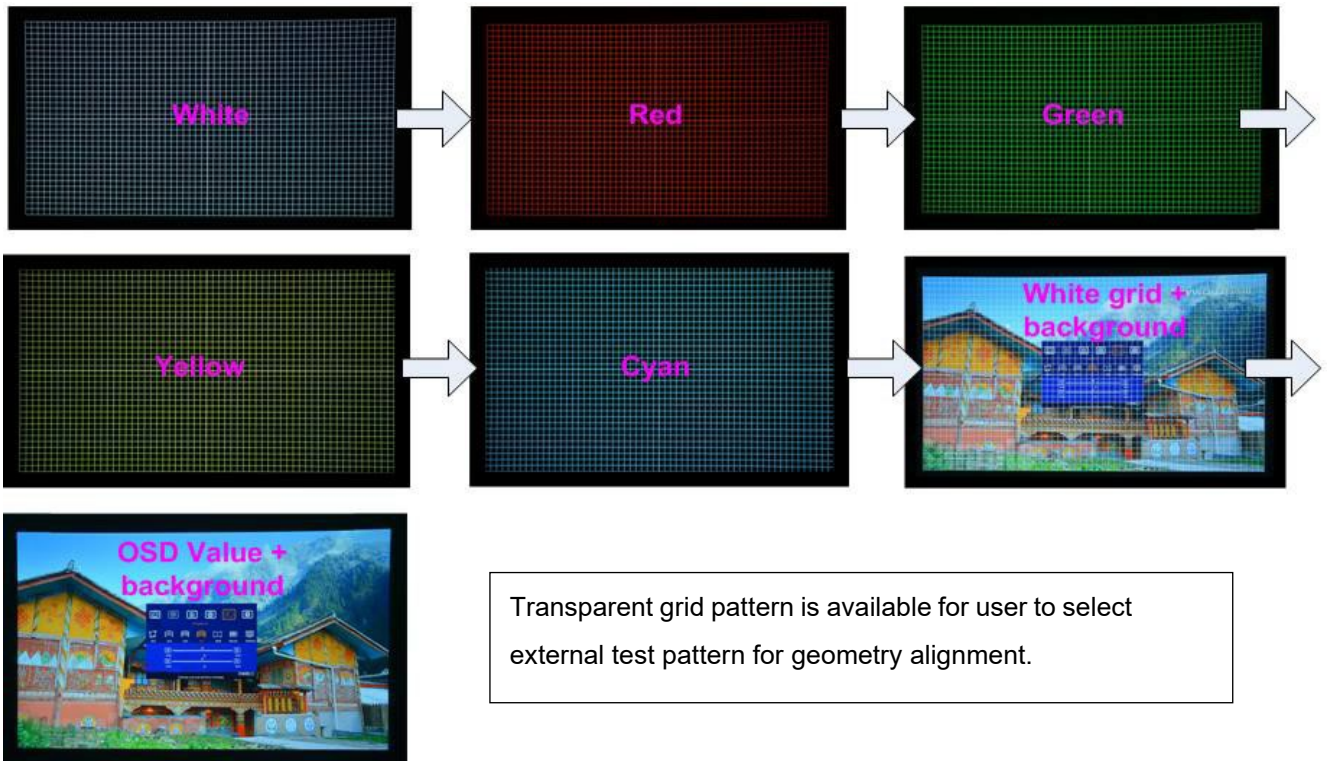 White
Red
Green
Yellow
Cyan
White grid +
background
OSD Value +
background
Transparent grid pattern is available for user to select
external test pattern for geometry alignment.